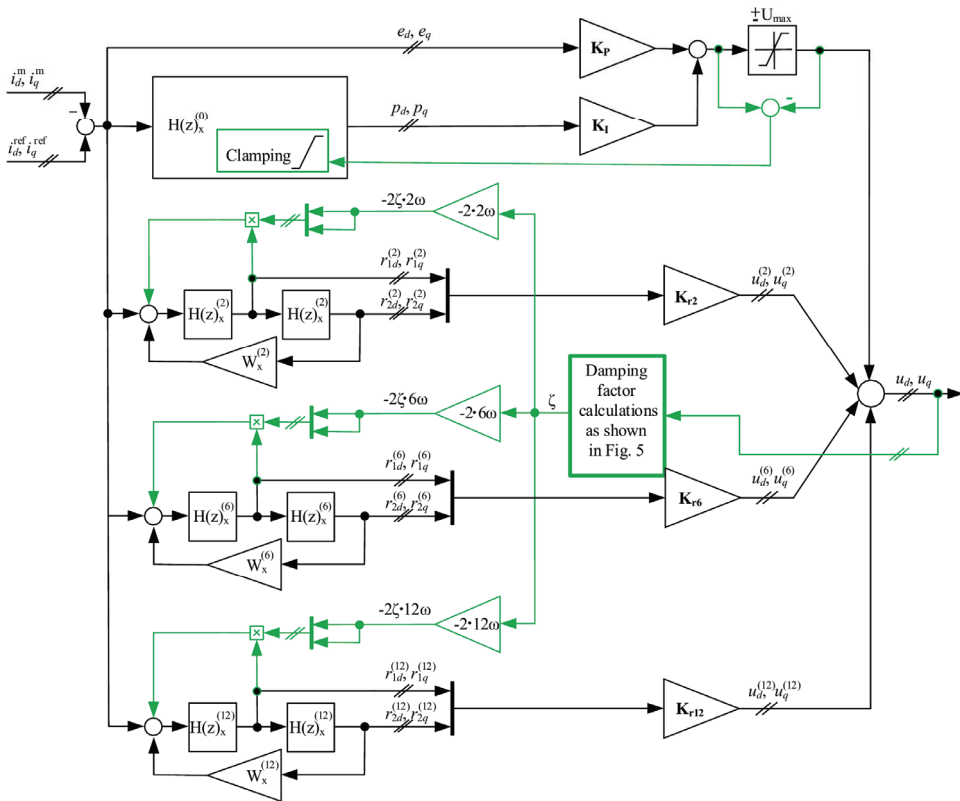 ±U_max
e_d, e_q
K_P
i_d^m, i_q^m
−
-
H(z)_x^(0)
p_d, p_q
K_I
i_d^ref, i_q^ref
Clamping
-2ζ·2ω
-2·2ω
×
r_1d^(2), r_1q^(2)
r_2d^(2), r_2q^(2)
H(z)_x^(2)
H(z)_x^(2)
K_r2
u_d^(2), u_q^(2)
W_x^(2)
Damping
factor
calculations
as shown
in Fig. 5
ζ
u_d, u_q
-2ζ·6ω
-2·6ω
×
r_1d^(6), r_1q^(6)
r_2d^(6), r_2q^(6)
H(z)_x^(6)
H(z)_x^(6)
K_r6
u_d^(6), u_q^(6)
W_x^(6)
-2ζ·12ω
-2·12ω
×
r_1d^(12), r_1q^(12)
r_2d^(12), r_2q^(12)
H(z)_x^(12)
H(z)_x^(12)
K_r12
u_d^(12), u_q^(12)
W_x^(12)